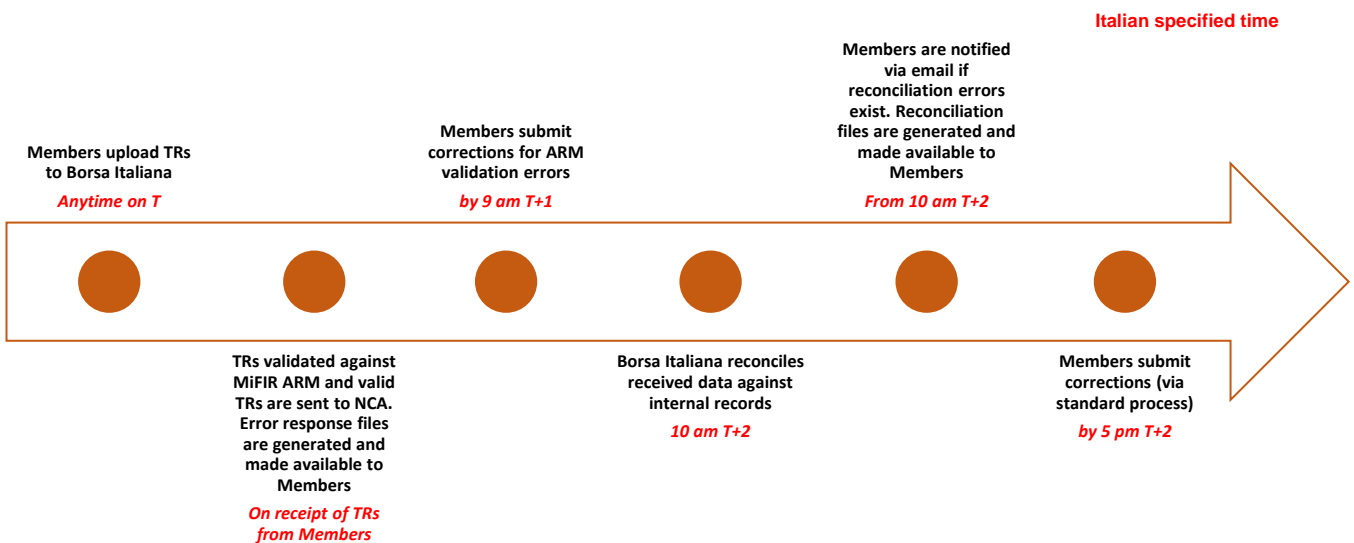 Italian specified time
Members upload TRs
to Borsa Italiana
Anytime on T
TRs validated against
MiFIR ARM and valid
TRs are sent to NCA.
Error response files
are generated and
made available to
Members
On receipt of TRs
from Members
Members submit
corrections for ARM
validation errors
by 9 am T+1
Borsa Italiana reconciles
received data against
internal records
10 am T+2
Members are notified
via email if
reconciliation errors
exist. Reconciliation
files are generated and
made available to
Members
From 10 am T+2
Members submit
corrections (via
standard process)
by 5 pm T+2